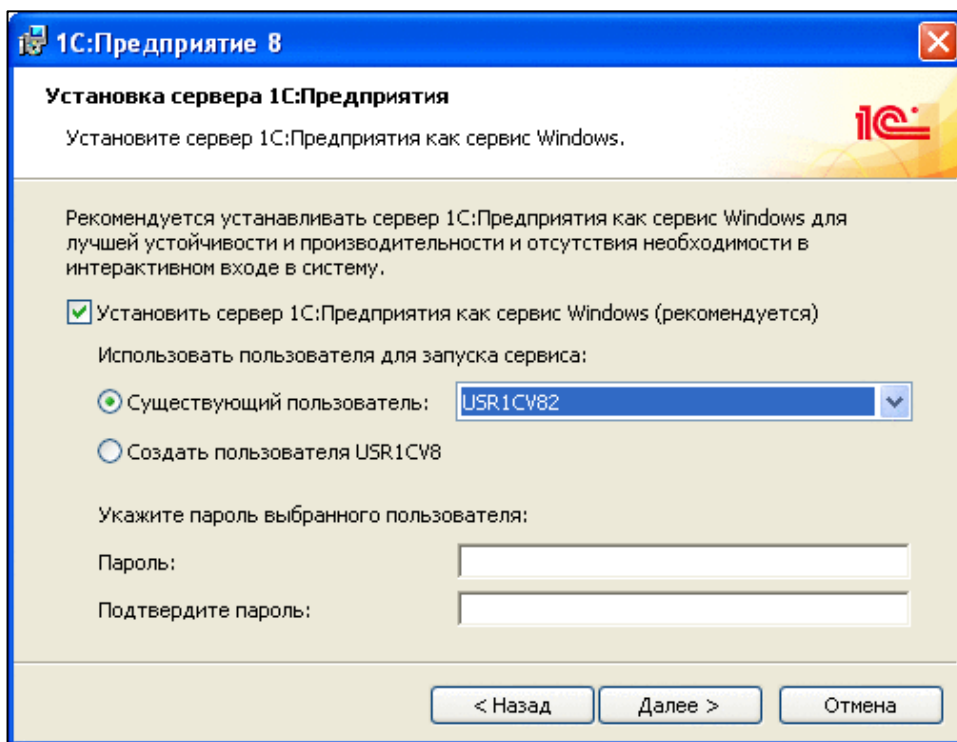 1С:Предприятие 8
Установка сервера 1С:Предприятия
Установите сервер 1С:Предприятия как сервис Windows.
1С
Рекомендуется устанавливать сервер 1С:Предприятия как сервис Windows для
лучшей устойчивости и производительности и отсутствия необходимости в
интерактивном входе в систему.
Установить сервер 1С:Предприятия как сервис Windows (рекомендуется)
Использовать пользователя для запуска сервиса:
Существующий пользователь: USR1CV82
Создать пользователя USR1CV8
Укажите пароль выбранного пользователя:
Пароль:
Подтвердите пароль:
< Назад Далее > Отмена